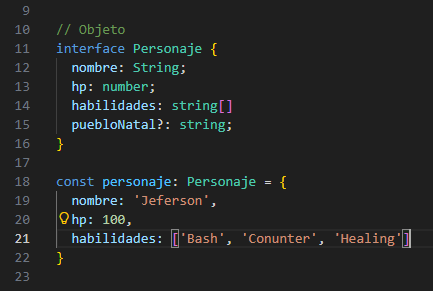 9
10 // Objeto
11 interface Personaje {
12 nombre: String;
13 hp: number;
14 habilidades: string[]
15 puebloNatal?: string;
16 }
17
18 const personaje: Personaje = {
19 nombre: 'Jeferson',
20 hp: 100,
21 habilidades: ['Bash', 'Conunter', 'Healing']
22 }
23